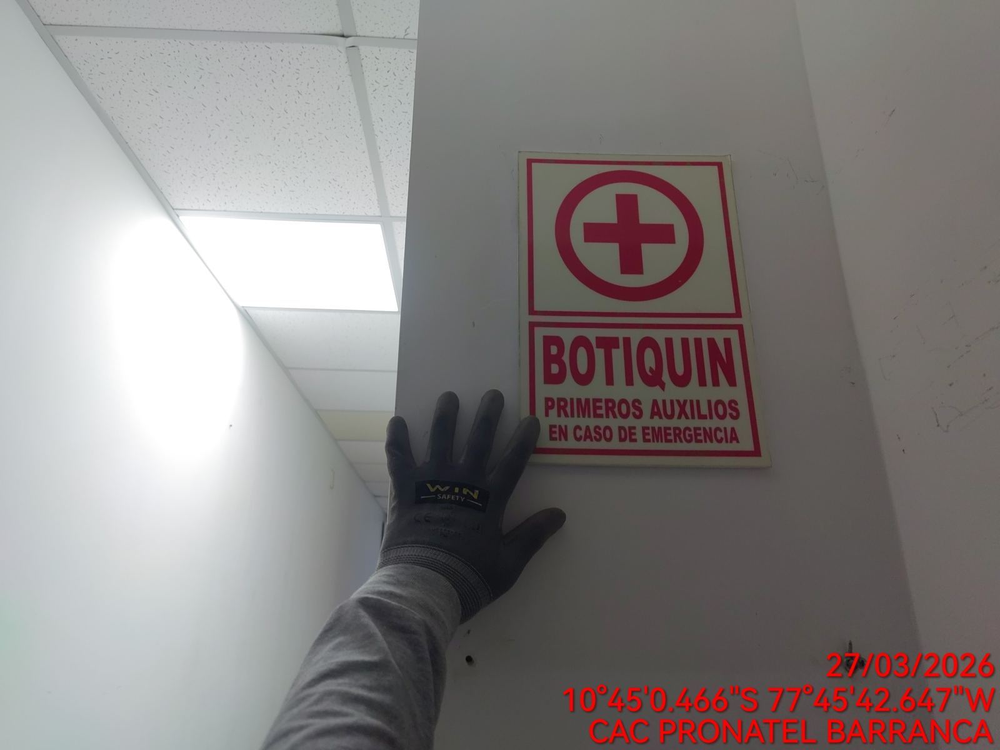 BOTIQUIN
PRIMEROS AUXILIOS
EN CASO DE EMERGENCIA
WIN
SAFETY
CE
27/03/2026
10°45'0.466"S 77°45'42.647"W
CAC PRONATEL BARRANCA